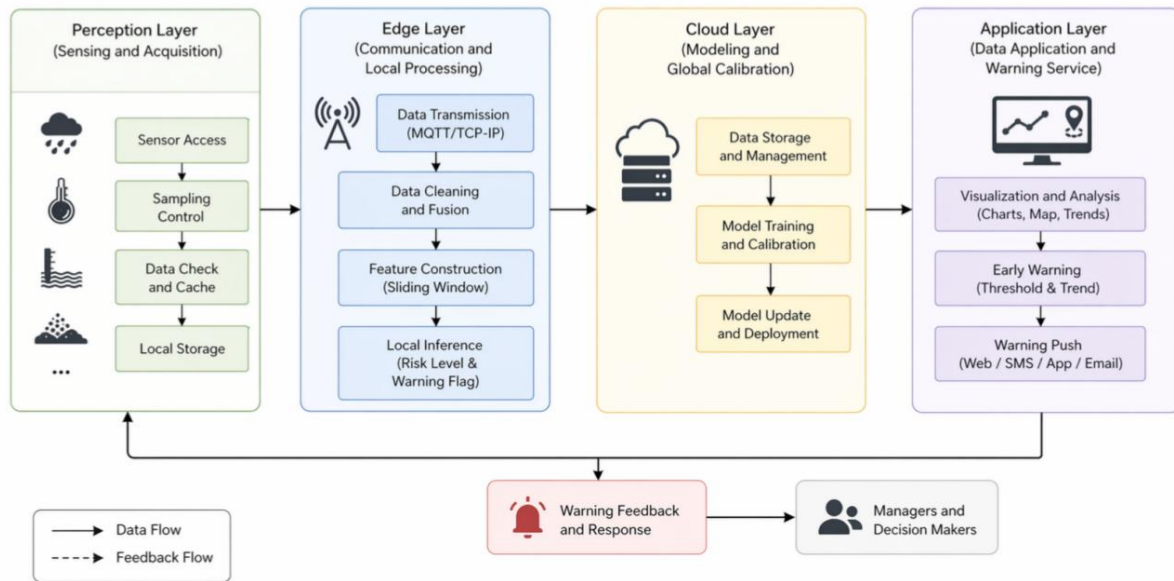 Perception Layer
(Sensing and Acquisition)
Sensor Access
Sampling
Control
Data Check
and Cache
Local Storage
...
Edge Layer
(Communication and
Local Processing)
Data Transmission
(MQTT/TCP-IP)
Data Cleaning
and Fusion
Feature Construction
(Sliding Window)
Local Inference
(Risk Level &
Warning Flag)
Cloud Layer
(Modeling and
Global Calibration)
Data Storage
and Management
Model Training
and Calibration
Model Update
and Deployment
Application Layer
(Data Application and
Warning Service)
Visualization and Analysis
(Charts, Map, Trends)
Early Warning
(Threshold & Trend)
Warning Push
(Web / SMS / App / Email)
Warning Feedback
and Response
Managers and
Decision Makers
Data Flow
Feedback Flow